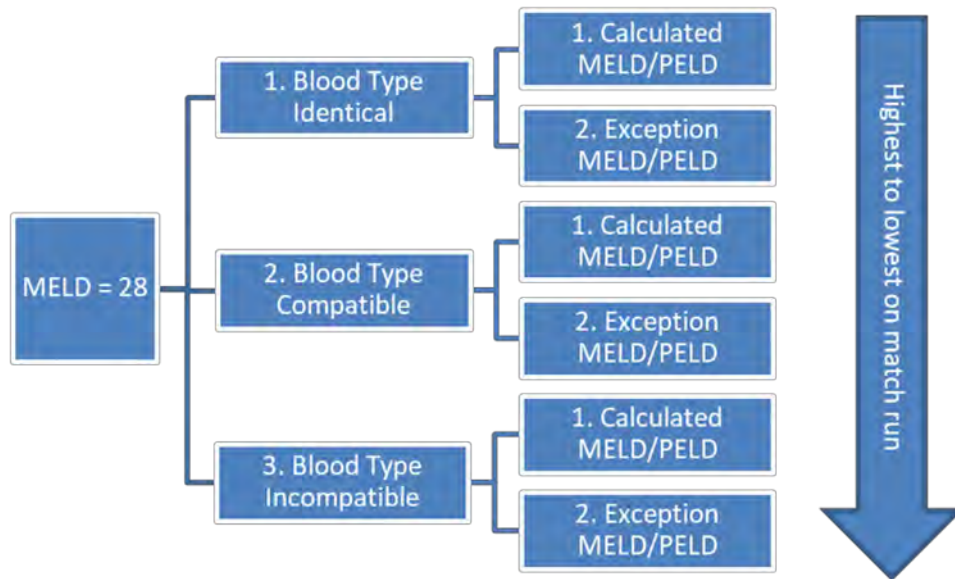 MELD = 28
1. Blood Type
Identical
1. Calculated
MELD/PELD
2. Exception
MELD/PELD
2. Blood Type
Compatible
1. Calculated
MELD/PELD
2. Exception
MELD/PELD
3. Blood Type
Incompatible
1. Calculated
MELD/PELD
2. Exception
MELD/PELD
Highest to lowest on match run